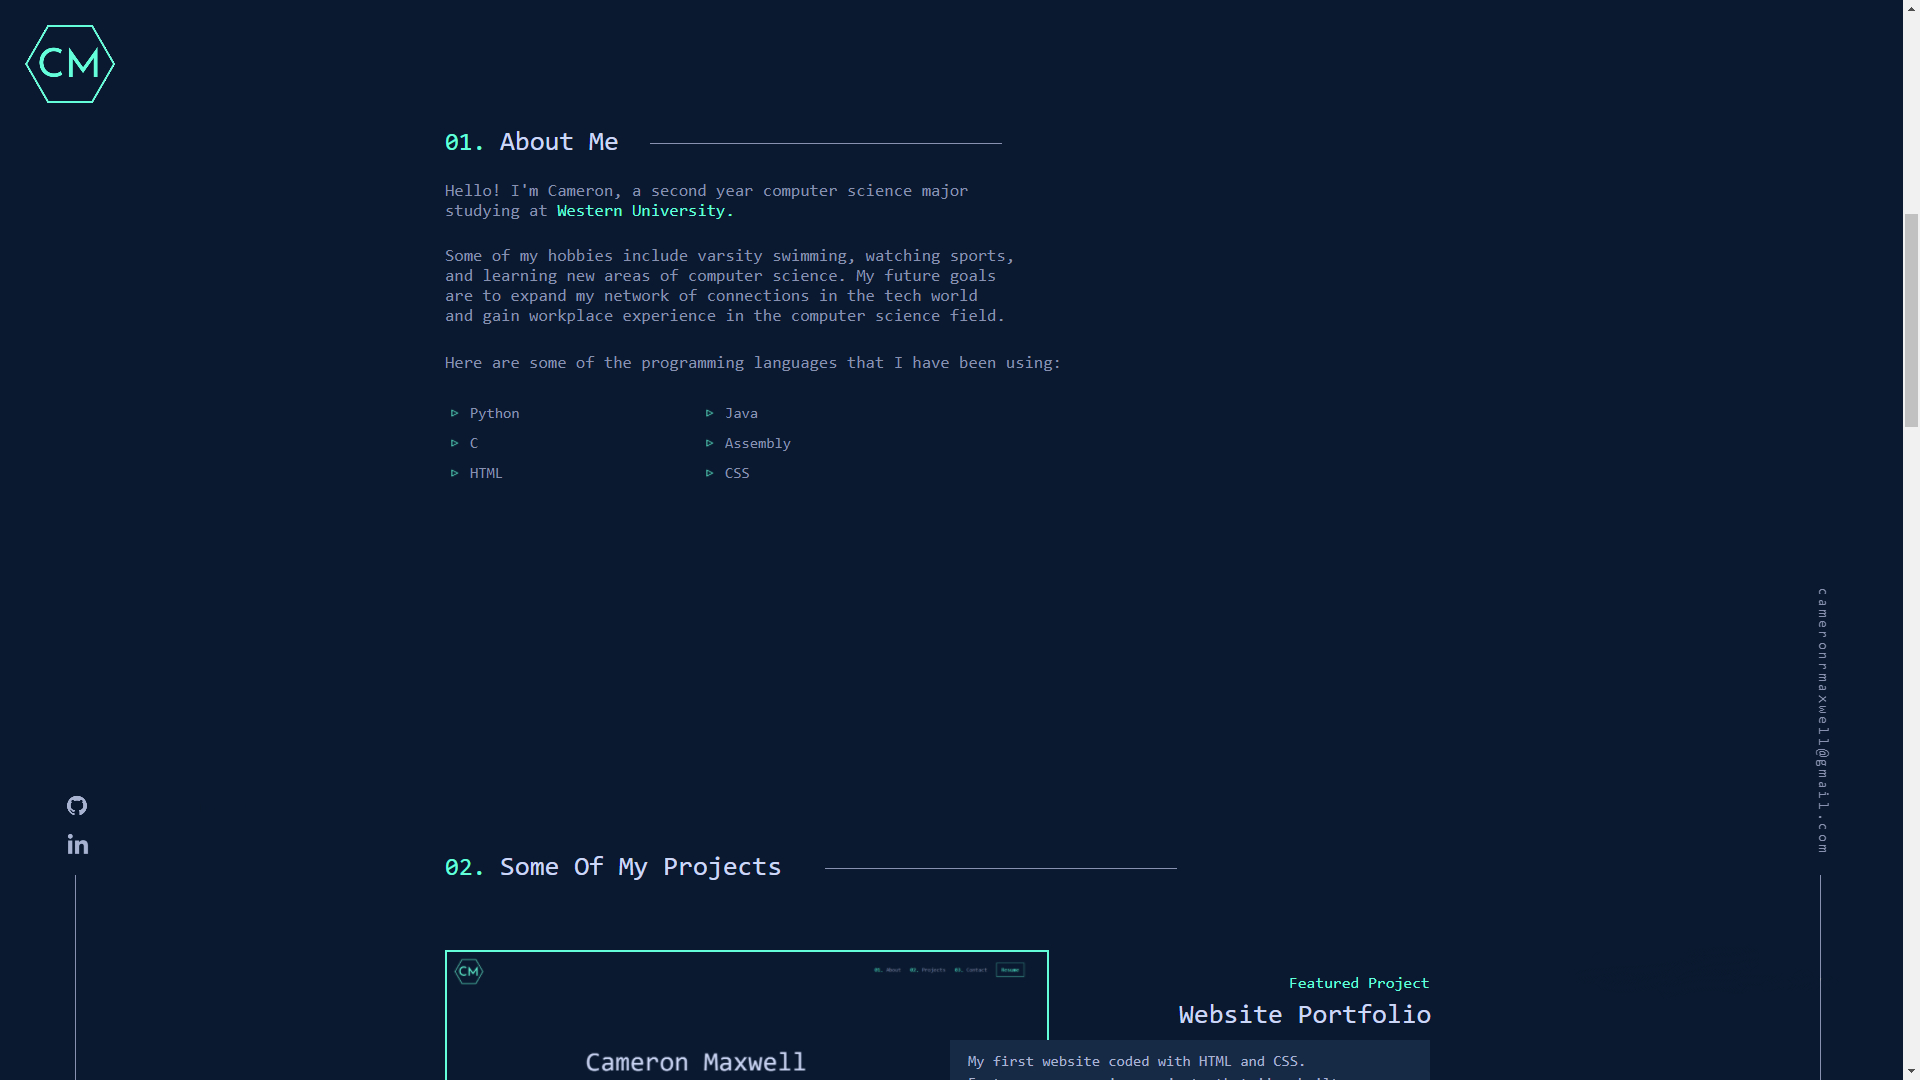 CM
01. About Me
Hello! I'm Cameron, a second year computer science major
studying at Western University.
Some of my hobbies include varsity swimming, watching sports,
and learning new areas of computer science. My future goals
are to expand my network of connections in the tech world
and gain workplace experience in the computer science field.
Here are some of the programming languages that I have been using:
Python
Java
C
Assembly
HTML
CSS
cameronrmaxwell@gmail.com
in
02. Some Of My Projects
CM
01. About 02. Projects 03. Contact Resume
Featured Project
Website Portfolio
Cameron Maxwell
My first website coded with HTML and CSS.